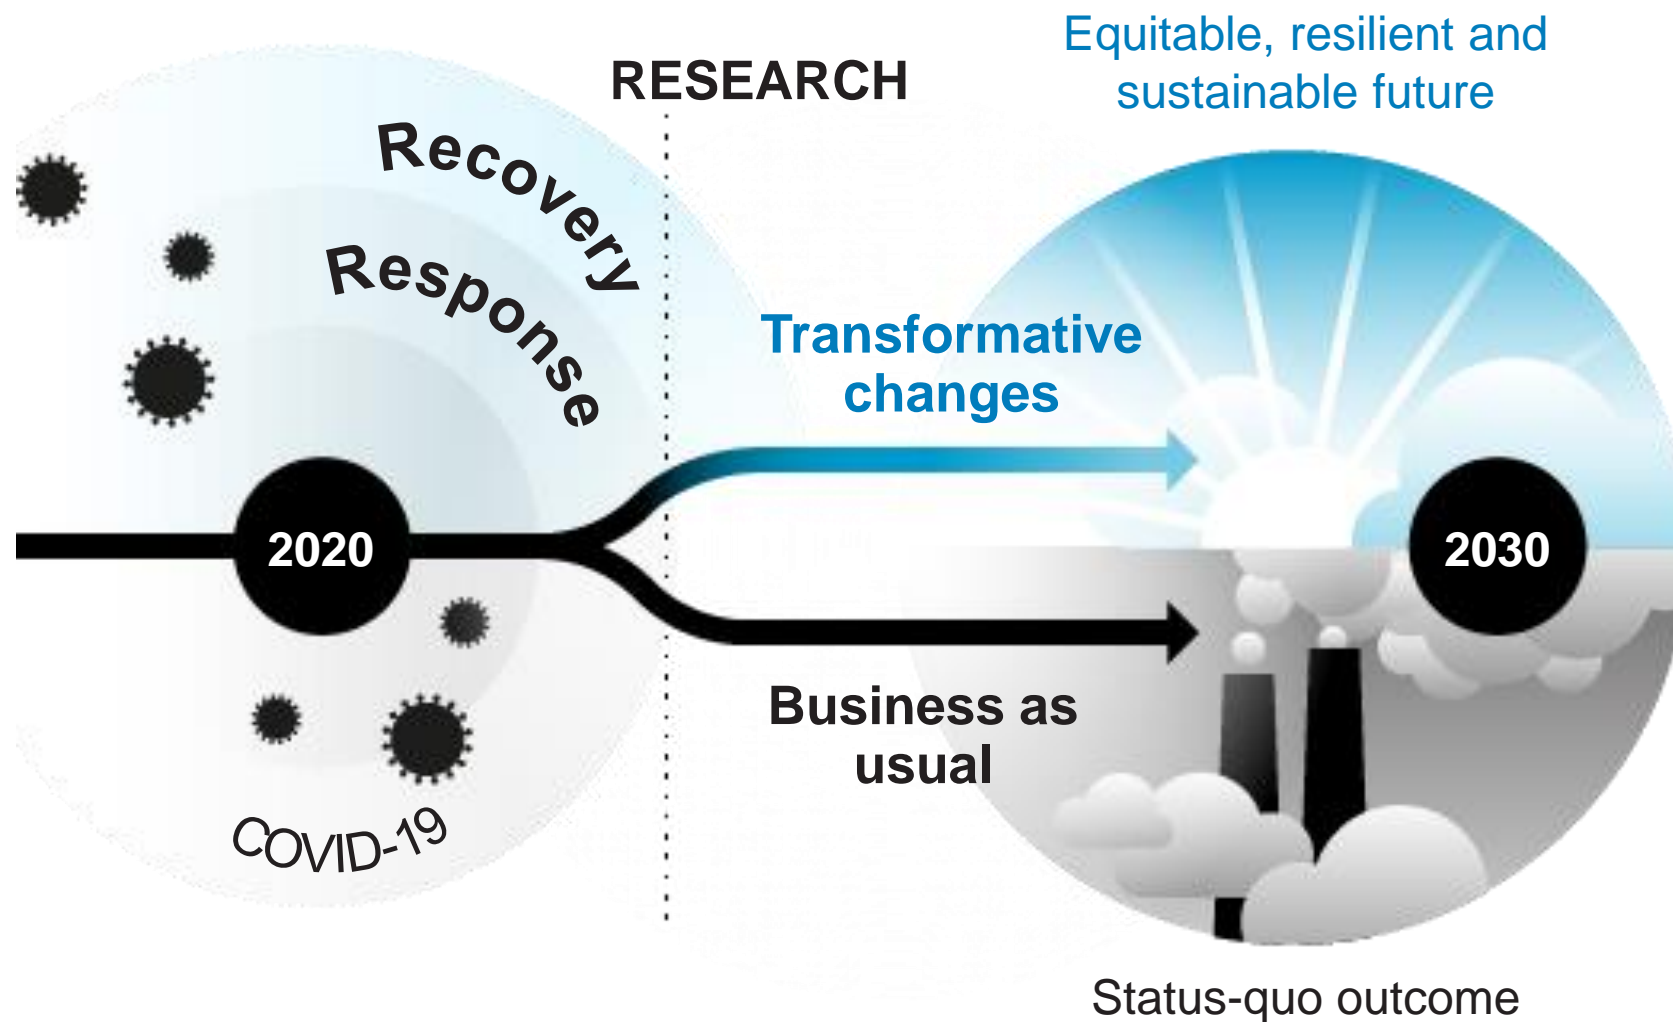 Equitable, resilient and
sustainable future
RESEARCH
Recovery
Response
Transformative
changes
2020
2030
Business as
usual
COVID-19
Status-quo outcome